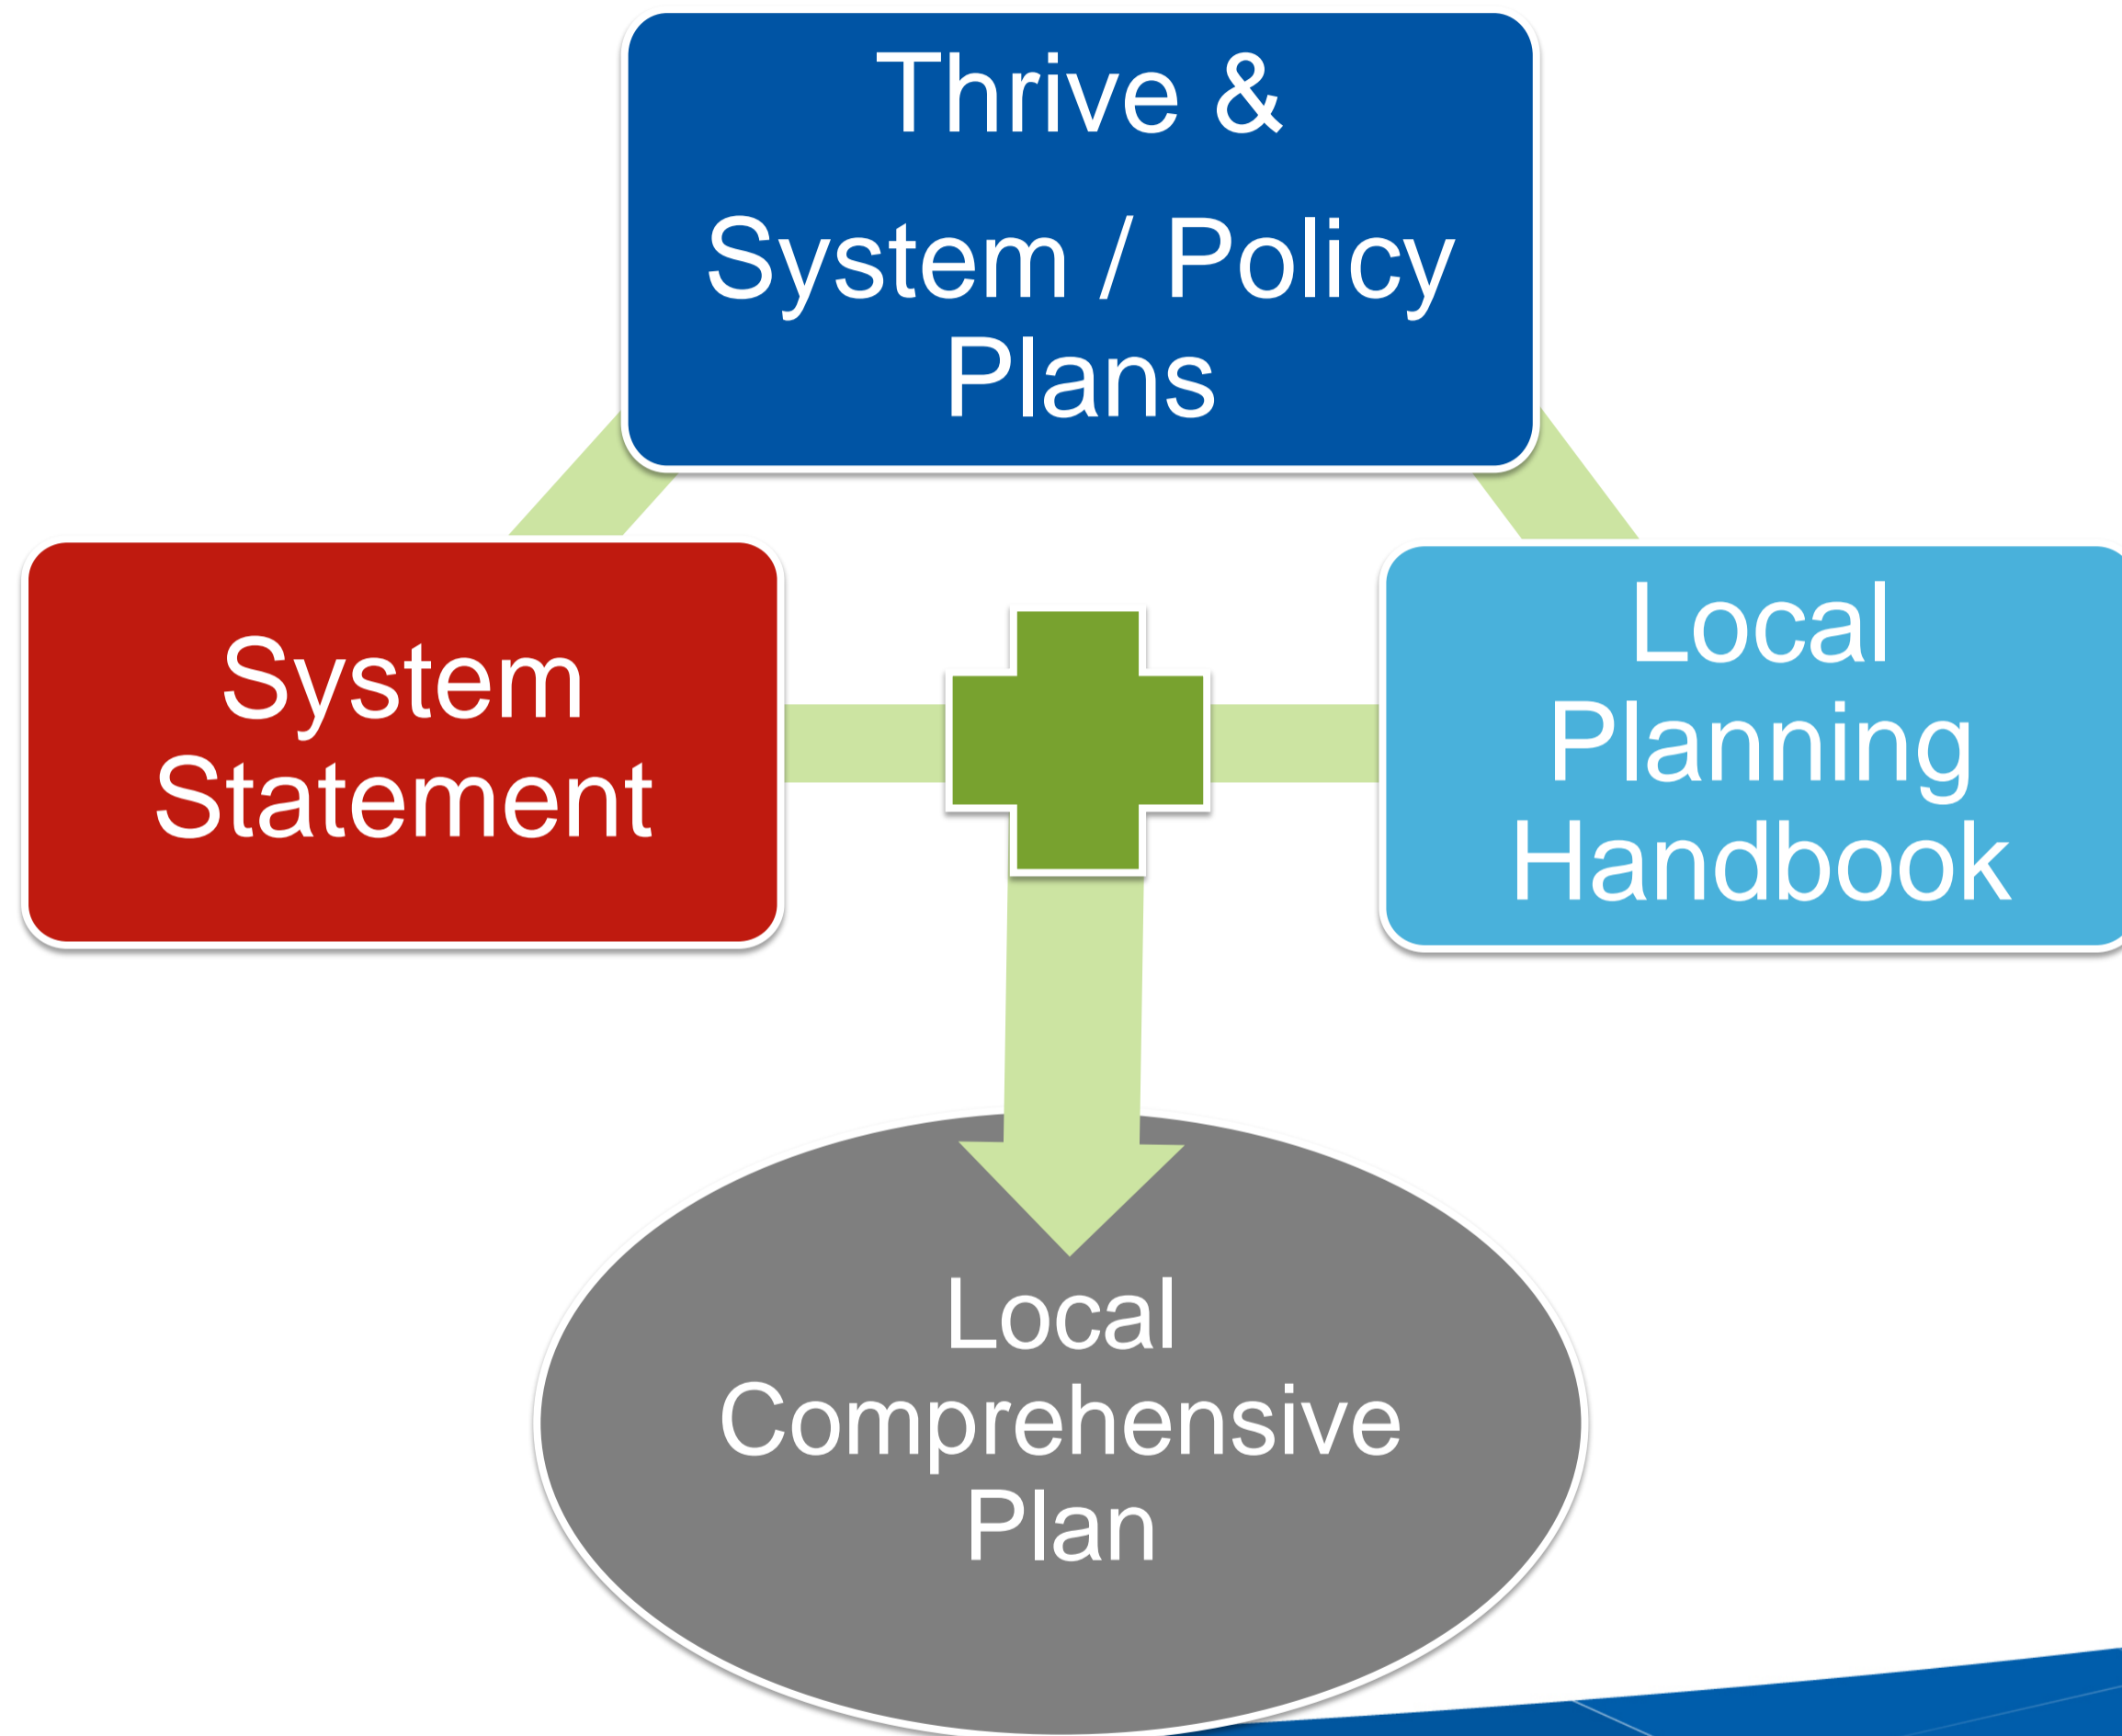 Thrive &
System / Policy
Plans
System
Statement
Local
Planning
Handbook
Local
Comprehensive
Plan